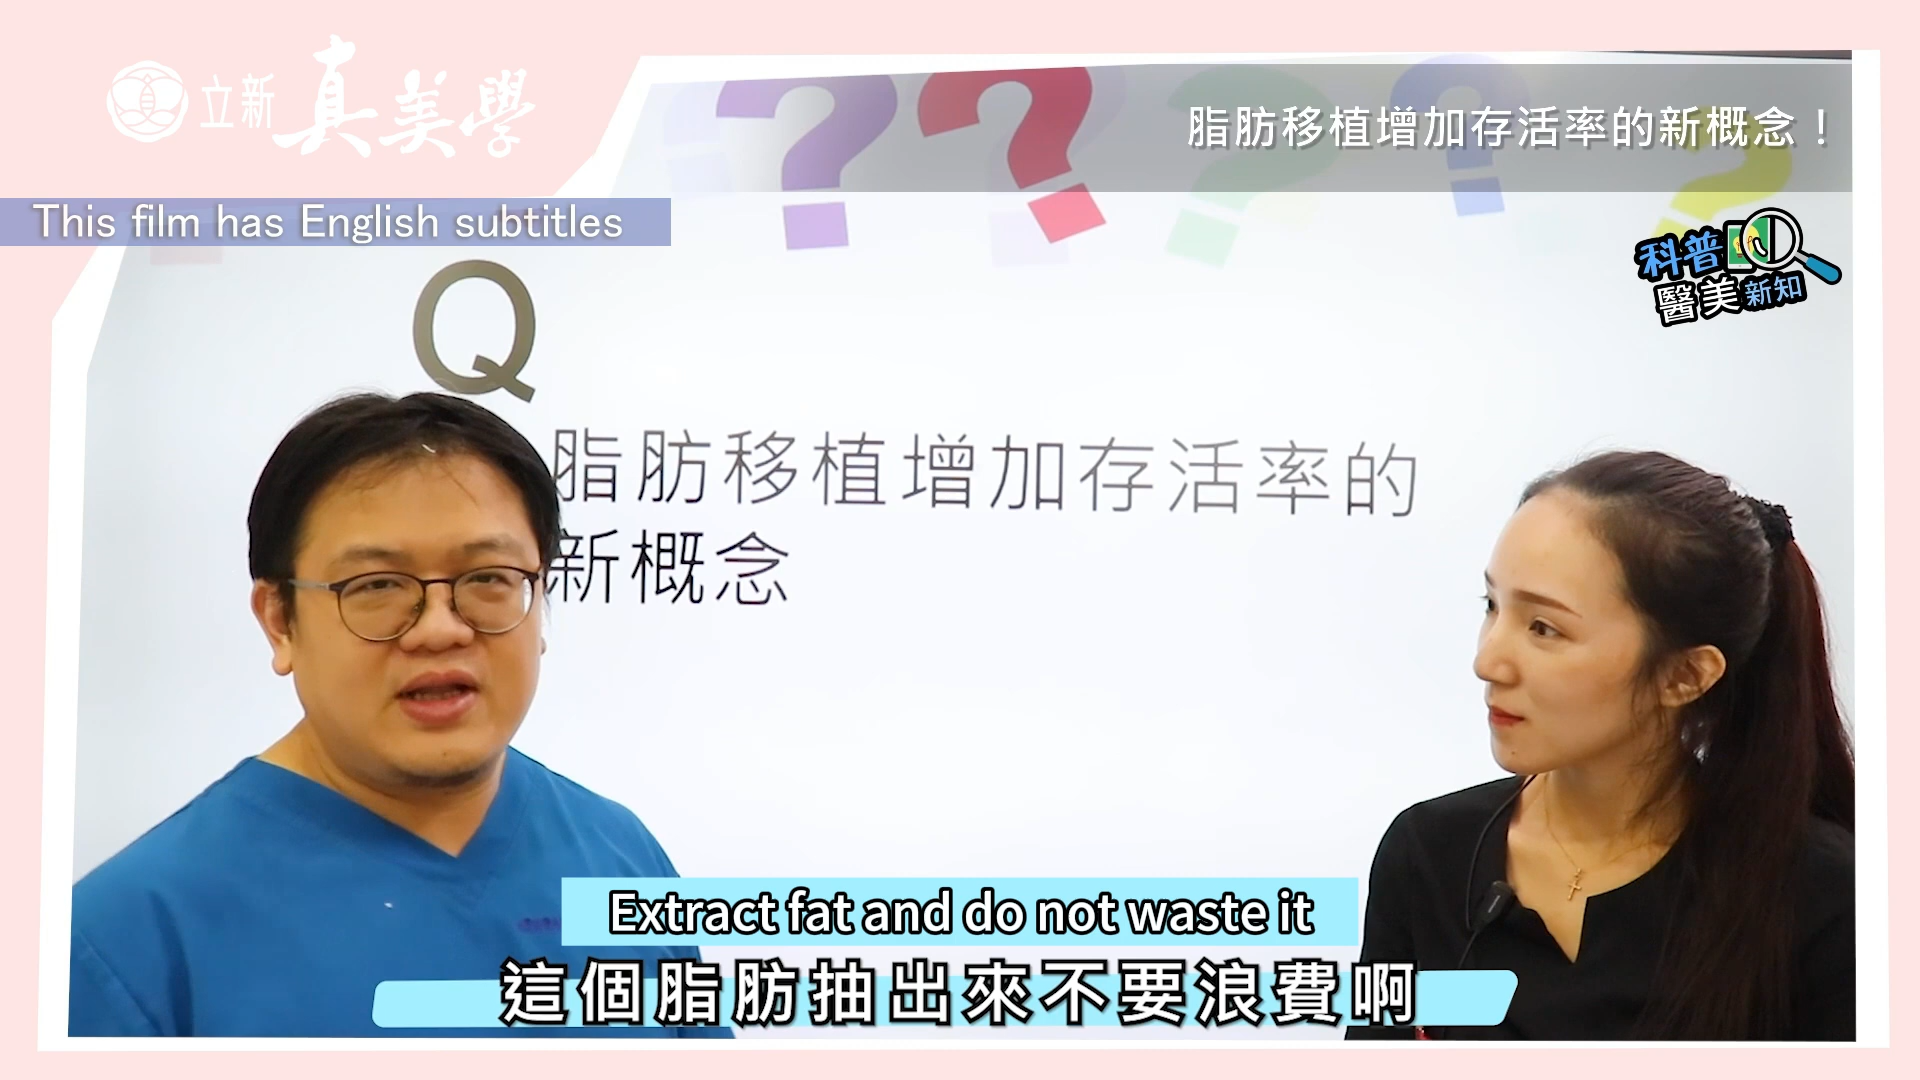 立新 真美學
脂肪移植增加存活率的新概念！
This film has English subtitles
科普
醫美新知
Q
脂肪移植增加存活率的
新概念
Extract fat and do not waste it
這個脂肪抽出來不要浪費啊